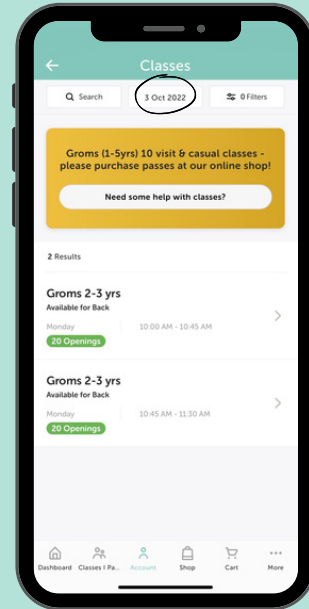 Classes
Search
3 Oct 2022
0 Filters
Groms (1-5yrs) 10 visit & casual classes -
please purchase passes at our online shop!
Need some help with classes?
2 Results
Groms 2-3 yrs
Available for Back
Monday 10:00 AM - 10:45 AM
20 Openings
Groms 2-3 yrs
Available for Back
Monday 10:45 AM - 11:30 AM
20 Openings
Dashboard Classes I Pa... Account Shop Cart More